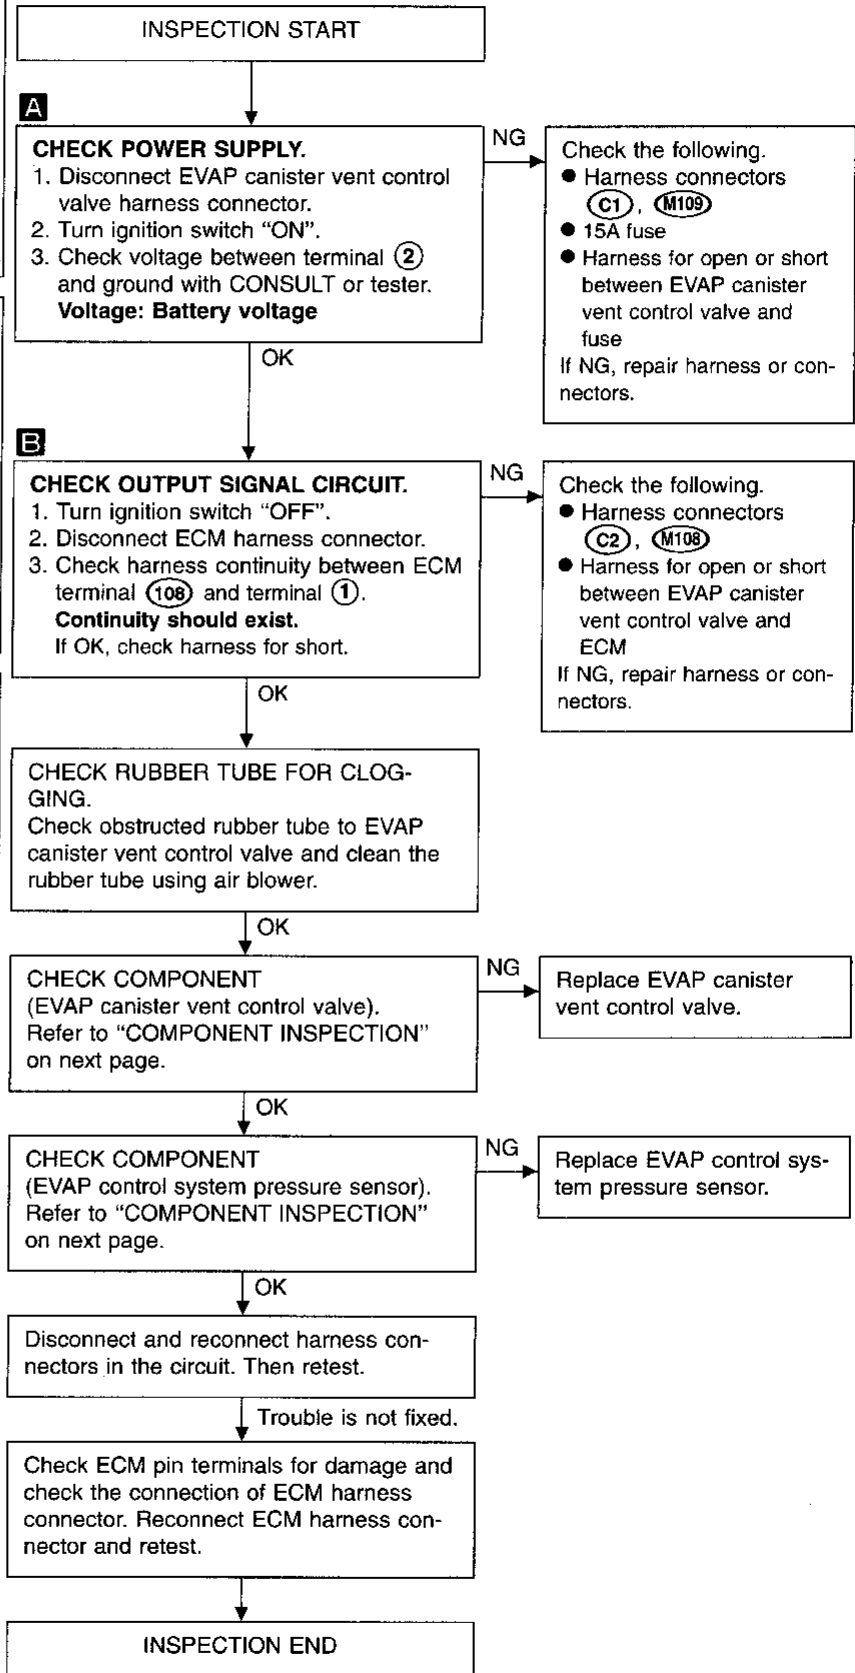 INSPECTION START
A
CHECK POWER SUPPLY.
1. Disconnect EVAP canister vent control
valve harness connector.
2. Turn ignition switch “ON”.
3. Check voltage between terminal ②
and ground with CONSULT or tester.
Voltage: Battery voltage
NG
Check the following.
● Harness connectors
C1, M109
● 15A fuse
● Harness for open or short
between EVAP canister
vent control valve and
fuse
If NG, repair harness or con-
nectors.
OK
B
CHECK OUTPUT SIGNAL CIRCUIT.
1. Turn ignition switch “OFF”.
2. Disconnect ECM harness connector.
3. Check harness continuity between ECM
terminal 108 and terminal ①.
Continuity should exist.
If OK, check harness for short.
NG
Check the following.
● Harness connectors
C2, M108
● Harness for open or short
between EVAP canister
vent control valve and
ECM
If NG, repair harness or con-
nectors.
OK
CHECK RUBBER TUBE FOR CLOG-
GING.
Check obstructed rubber tube to EVAP
canister vent control valve and clean the
rubber tube using air blower.
OK
CHECK COMPONENT
(EVAP canister vent control valve).
Refer to “COMPONENT INSPECTION”
on next page.
NG
Replace EVAP canister
vent control valve.
OK
CHECK COMPONENT
(EVAP control system pressure sensor).
Refer to “COMPONENT INSPECTION”
on next page.
NG
Replace EVAP control sys-
tem pressure sensor.
OK
Disconnect and reconnect harness con-
nectors in the circuit. Then retest.
Trouble is not fixed.
Check ECM pin terminals for damage and
check the connection of ECM harness
connector. Reconnect ECM harness con-
nector and retest.
INSPECTION END